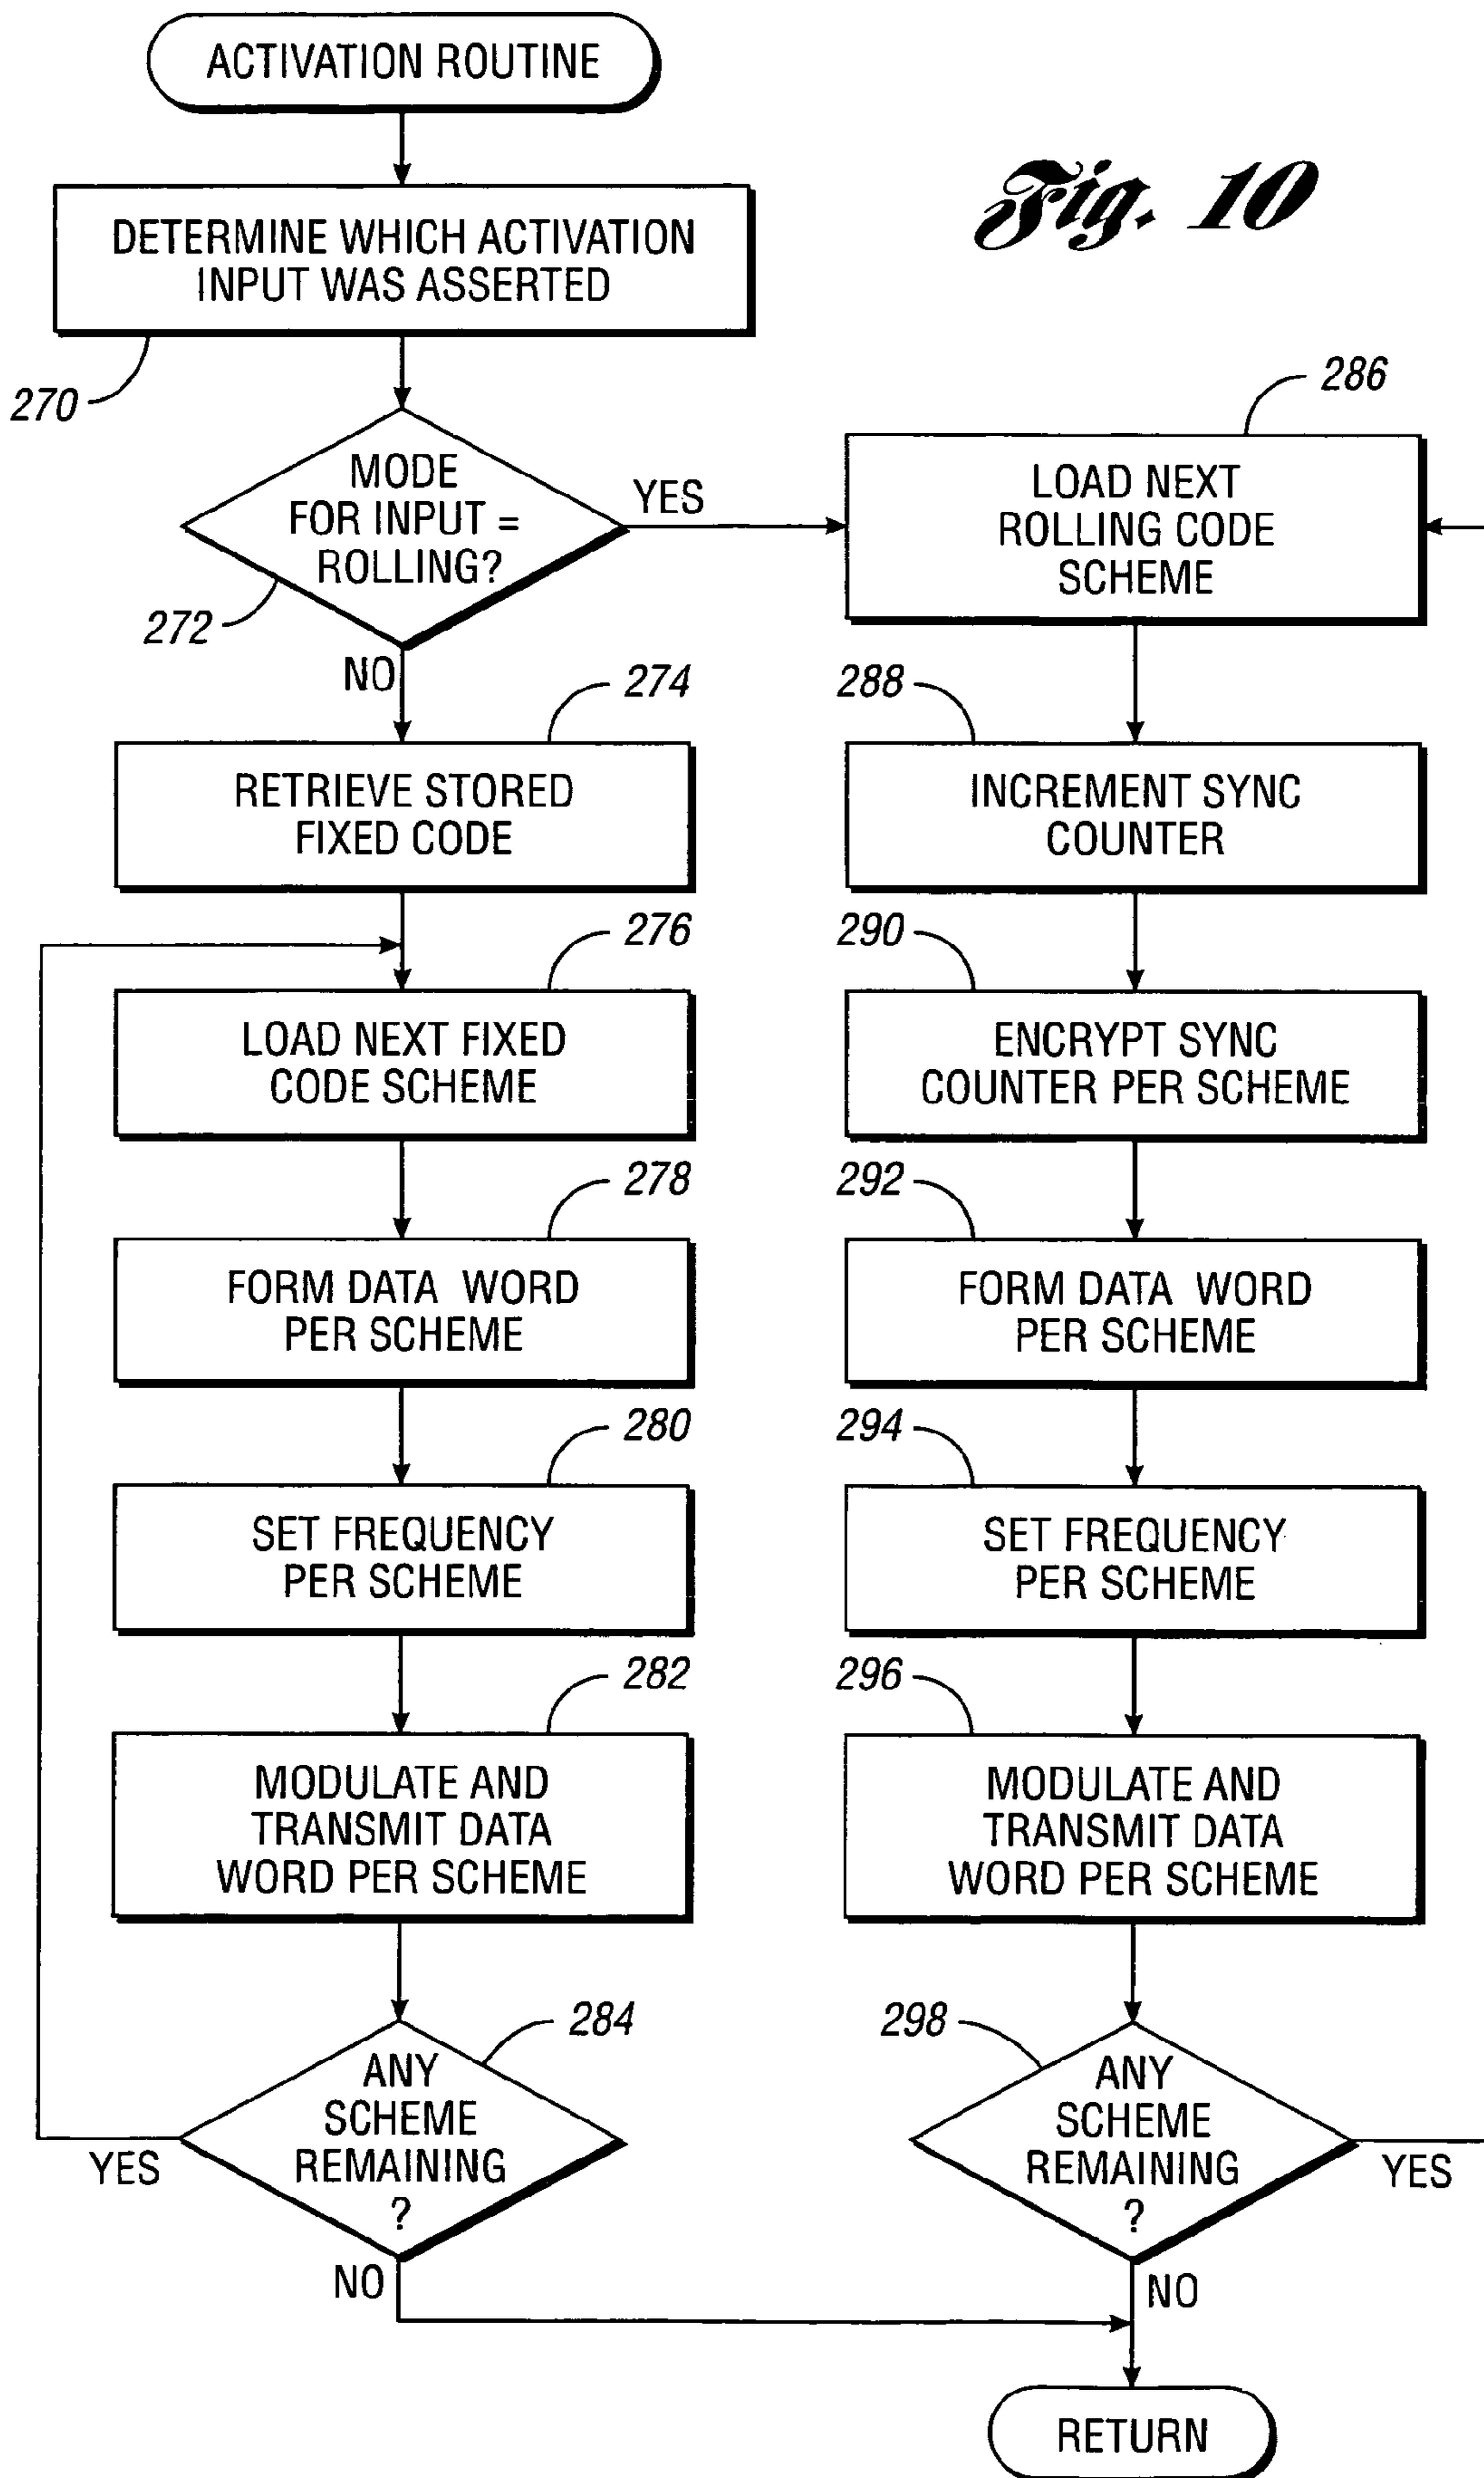 ACTIVATION ROUTINE
Fig. 10
DETERMINE WHICH ACTIVATION
INPUT WAS ASSERTED
270
286
MODE
FOR INPUT =
ROLLING?
YES
272
NO
LOAD NEXT
ROLLING CODE
SCHEME
274
RETRIEVE STORED
FIXED CODE
288
INCREMENT SYNC
COUNTER
276
LOAD NEXT FIXED
CODE SCHEME
290
ENCRYPT SYNC
COUNTER PER SCHEME
278
FORM DATA WORD
PER SCHEME
292
FORM DATA WORD
PER SCHEME
280
SET FREQUENCY
PER SCHEME
294
SET FREQUENCY
PER SCHEME
282
MODULATE AND
TRANSMIT DATA
WORD PER SCHEME
296
MODULATE AND
TRANSMIT DATA
WORD PER SCHEME
284
ANY
SCHEME
REMAINING
?
YES
NO
298
ANY
SCHEME
REMAINING
?
YES
NO
RETURN